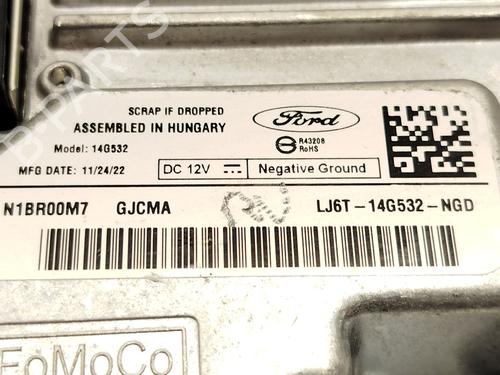 SCRAP IF DROPPED
ASSEMBLED IN HUNGARY
Ford
Model: 14G532
R43208
RoHS
MFG DATE: 11/24/22
DC 12V
Negative Ground
N1BR00M7 GJCMA LJ6T-14G532-NGD
FoMoCo
B-PARTS